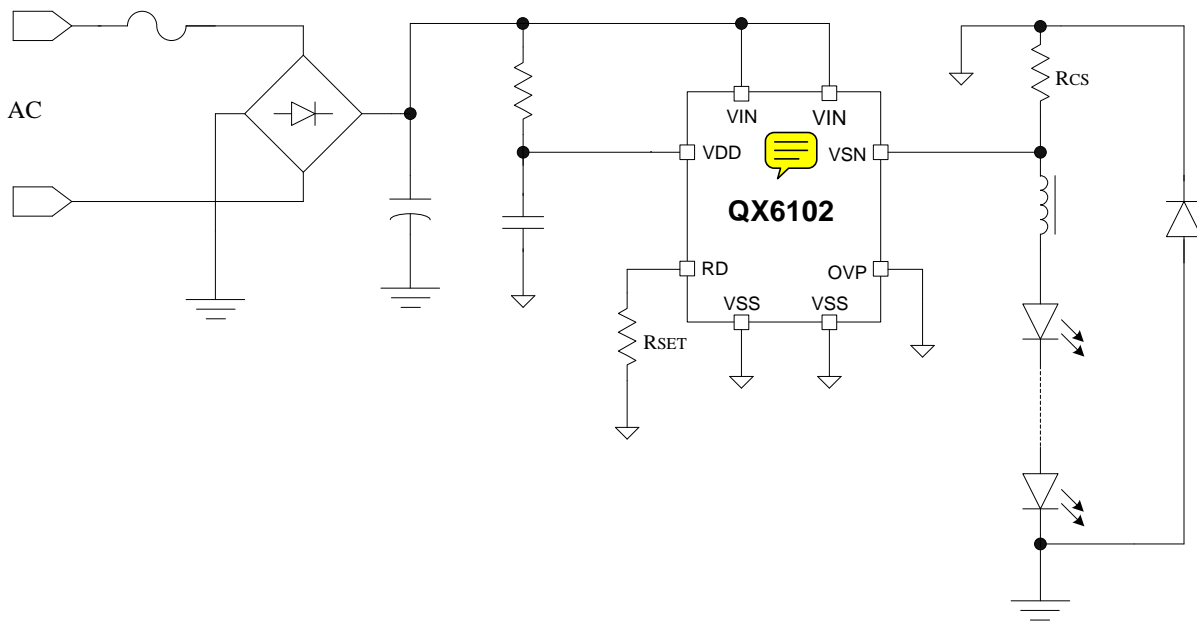 AC
VIN
VIN
VDD
VSN
QX6102
RD
OVP
VSS
VSS
RCS
RSET